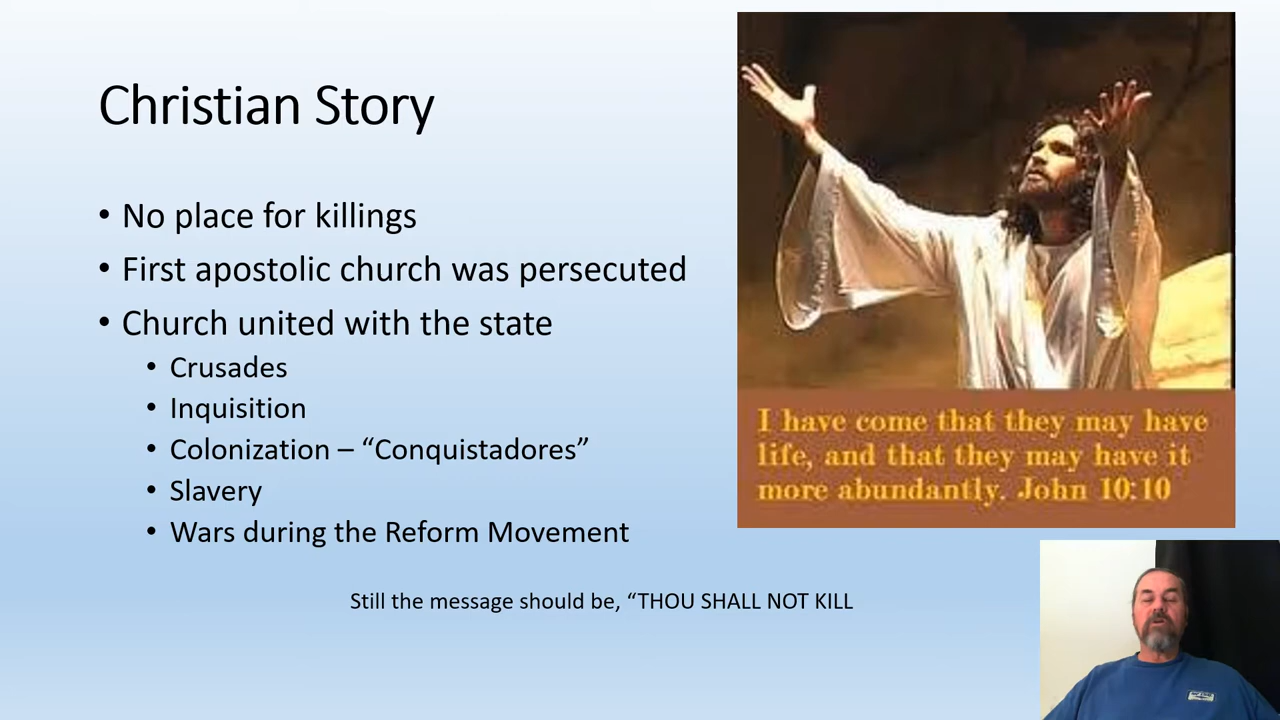 Christian Story
• No place for killings
• First apostolic church was persecuted
• Church united with the state
• Crusades
• Inquisition
• Colonization – “Conquistadores”
• Slavery
• Wars during the Reform Movement
Still the message should be, “THOU SHALL NOT KILL
I have come that they may have
life, and that they may have it
more abundantly. John 10:10